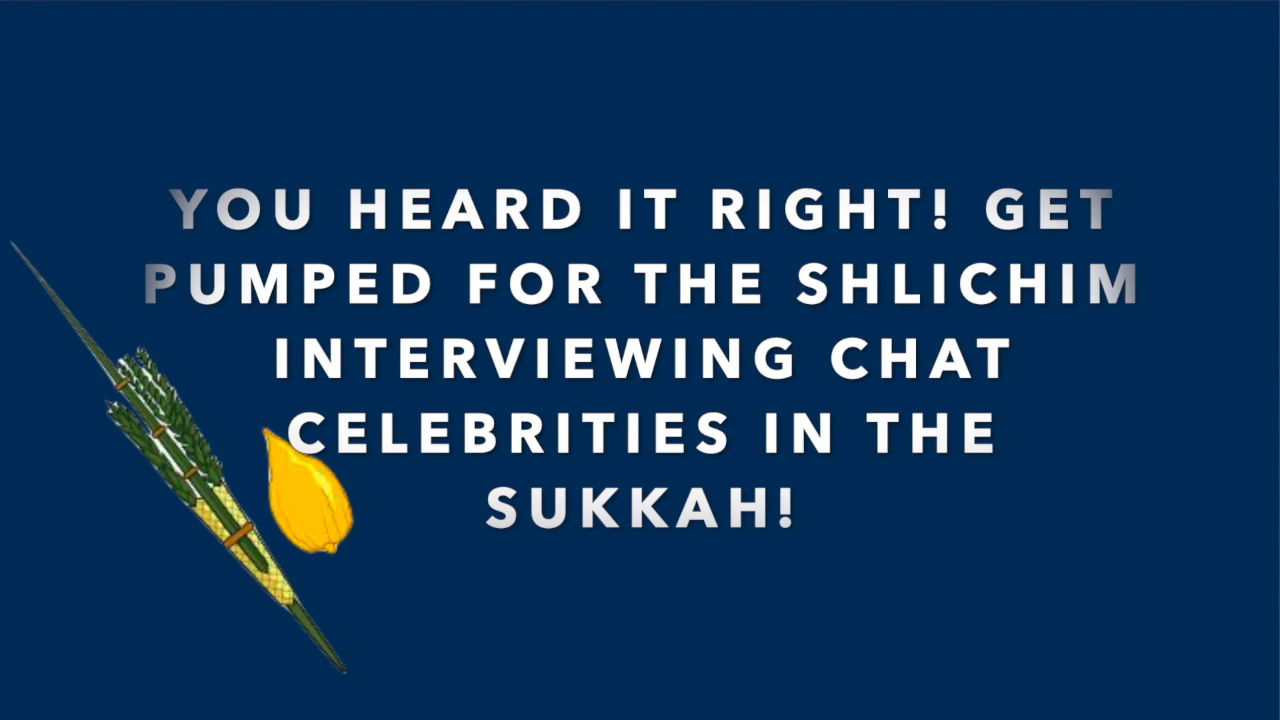 YOU HEARD IT RIGHT! GET
PUMPED FOR THE SHLICHIM
INTERVIEWING CHAT
CELEBRITIES IN THE
SUKKAH!